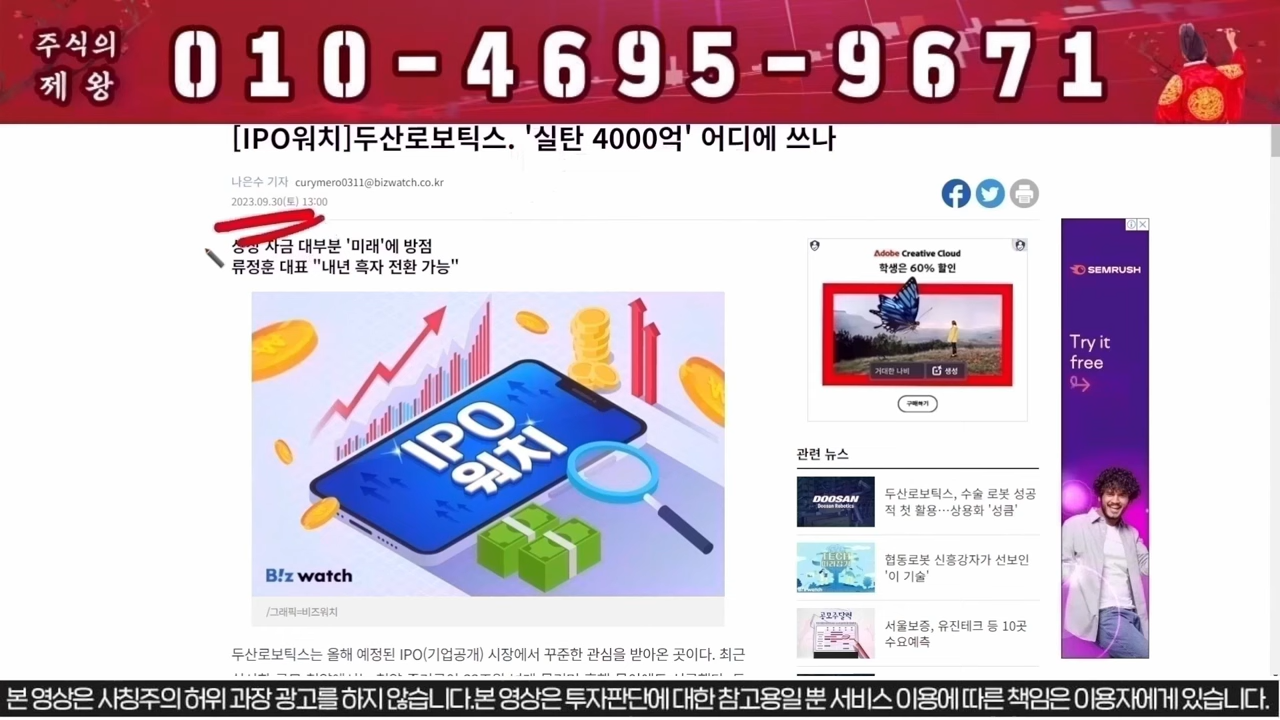 주식의
제왕
010-4695-9671
[IPO워치]두산로보틱스. '실탄 4000억' 어디에 쓰나
나은수 기자 curymero0311@bizwatch.co.kr
2023.09.30(토) 13:00
상장 자금 대부분 '미래'에 방점
류정훈 대표 "내년 흑자 전환 가능"
IPO
워치
B!z watch
/그래픽=비즈워치
두산로보틱스는 올해 예정된 IPO(기업공개) 시장에서 꾸준한 관심을 받아온 곳이다. 최근
Adobe Creative Cloud
학생은 60% 할인
거대한 나비
생성
구매하기
관련 뉴스
DOOSAN
Doosan Robotics
두산로보틱스, 수술 로봇 성공
적 첫 활용…상용화 '성큼'
협동로봇 신흥강자가 선보인
'이 기술'
공모주달력
서울보증, 유진테크 등 10곳
수요예측
SEMRUSH
Try it
free
본 영상은 사칭주의 허위 과장 광고를 하지 않습니다.본 영상은 투자판단에 대한 참고용일 뿐 서비스 이용에 따른 책임은 이용자에게 있습니다.